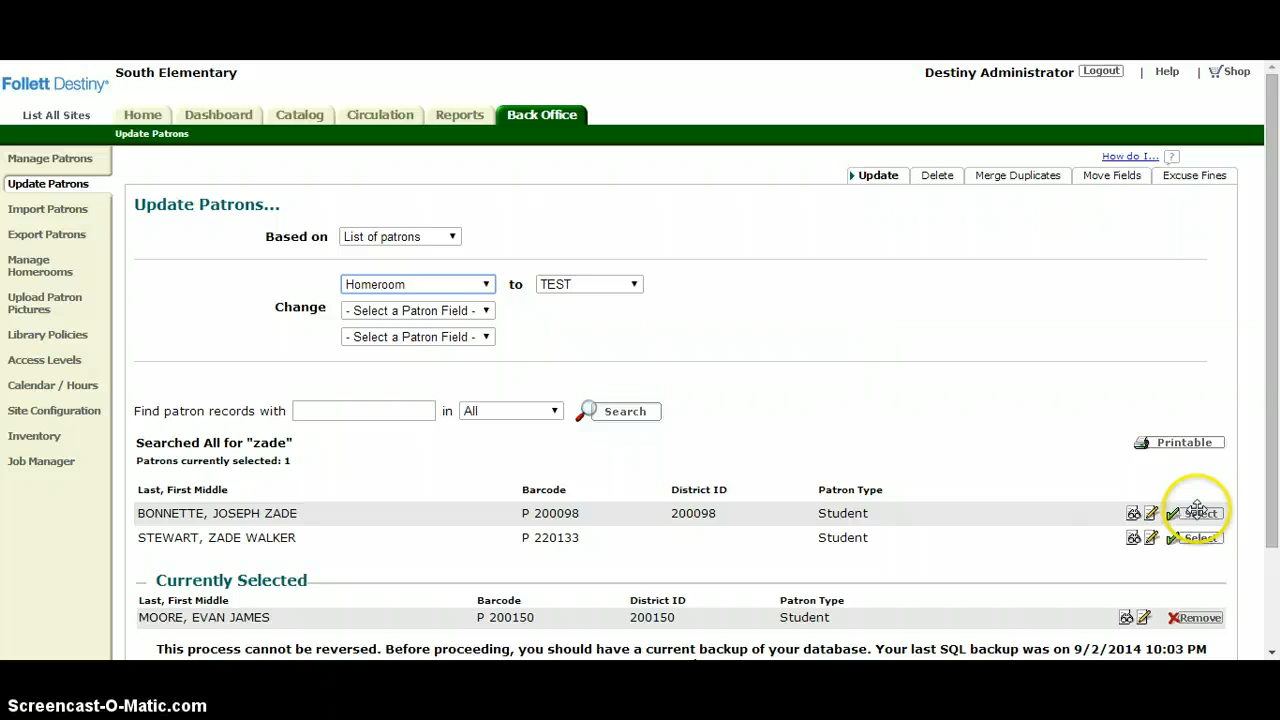 South Elementary
Destiny Administrator Logout | Help | Shop
Follett Destiny
List All Sites Home Dashboard Catalog Circulation Reports Back Office
Update Patrons
Manage Patrons
Update Patrons
Import Patrons
Export Patrons
Manage
Homerooms
Upload Patron
Pictures
Library Policies
Access Levels
Calendar / Hours
Site Configuration
Inventory
Job Manager
How do I... ?
Update Delete Merge Duplicates Move Fields Excuse Fines
Update Patrons...
Based on List of patrons
Change
Homeroom to TEST
- Select a Patron Field -
- Select a Patron Field -
Find patron records with in All Search
Searched All for "zade"
Patrons currently selected: 1
Printable
Last, First Middle Barcode District ID Patron Type
BONNETTE, JOSEPH ZADE P 200098 200098 Student Select
STEWART, ZADE WALKER P 220133 Student Select
Currently Selected
Last, First Middle Barcode District ID Patron Type
MOORE, EVAN JAMES P 200150 200150 Student Remove
This process cannot be reversed. Before proceeding, you should have a current backup of your database. Your last SQL backup was on 9/2/2014 10:03 PM
Screencast-O-Matic.com